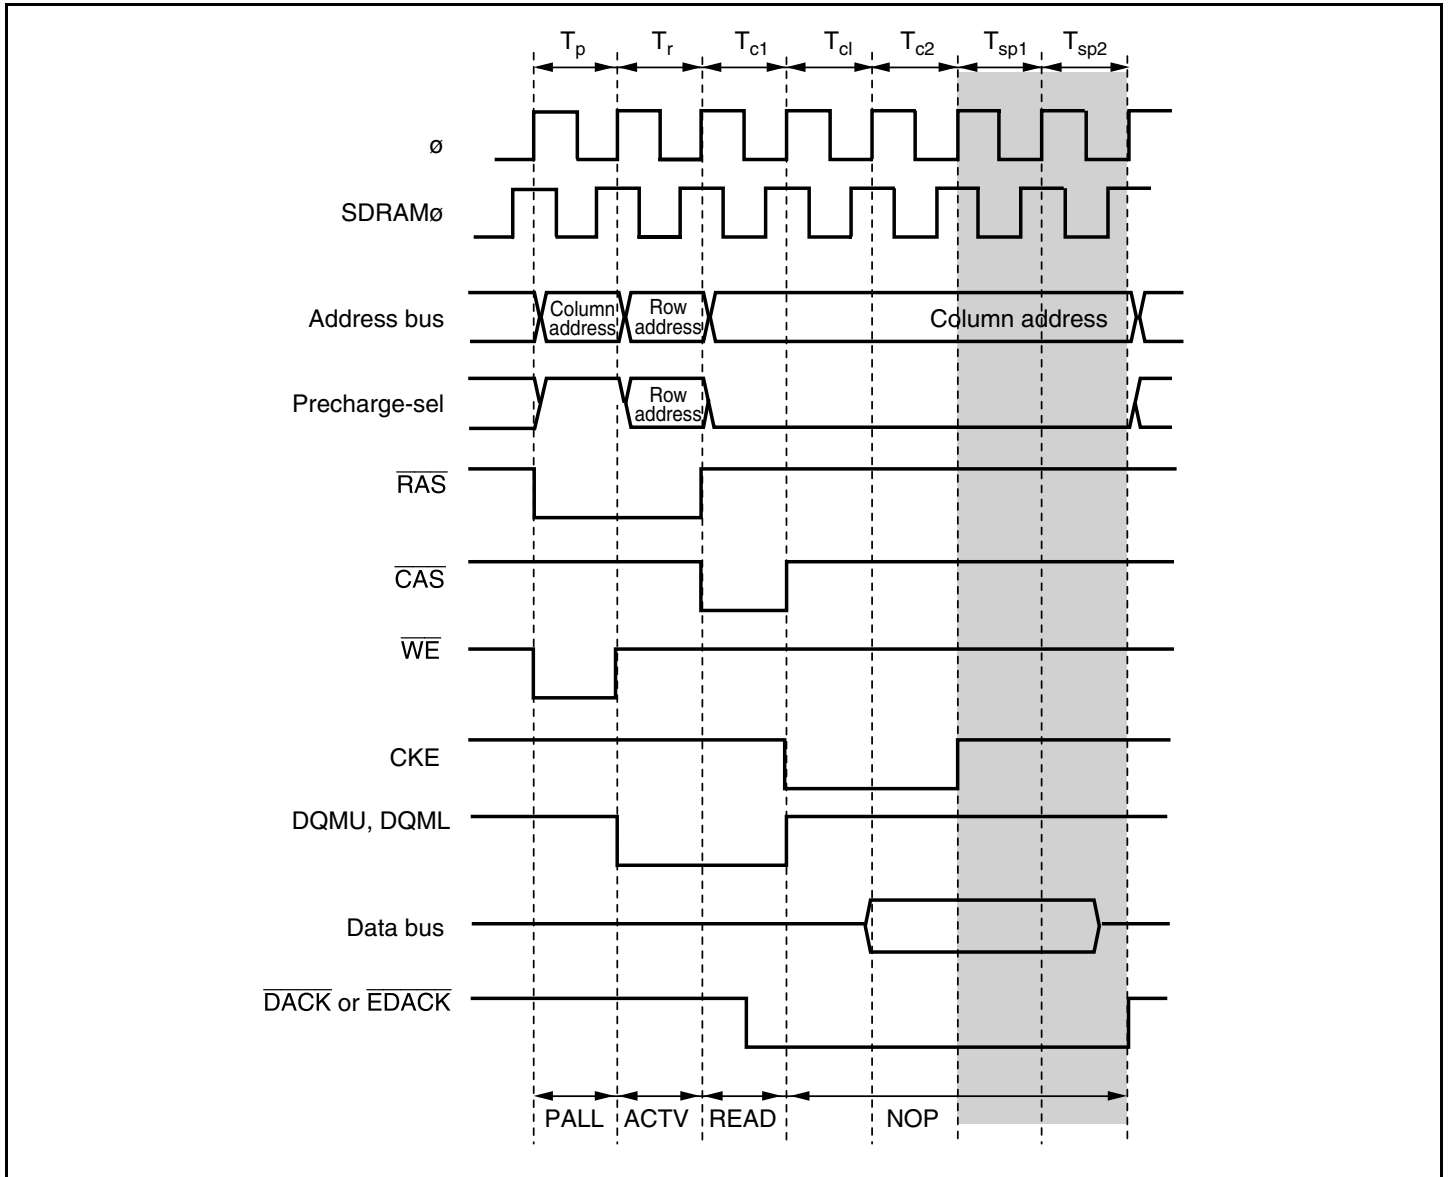 Tp Tr Tc1 Tcl Tc2 Tsp1 Tsp2
ø
SDRAMø
Address bus
Column address
Row address
Column address
Precharge-sel
Row address
RAS
CAS
WE
CKE
DQMU, DQML
Data bus
DACK or EDACK
PALL ACTV READ NOP